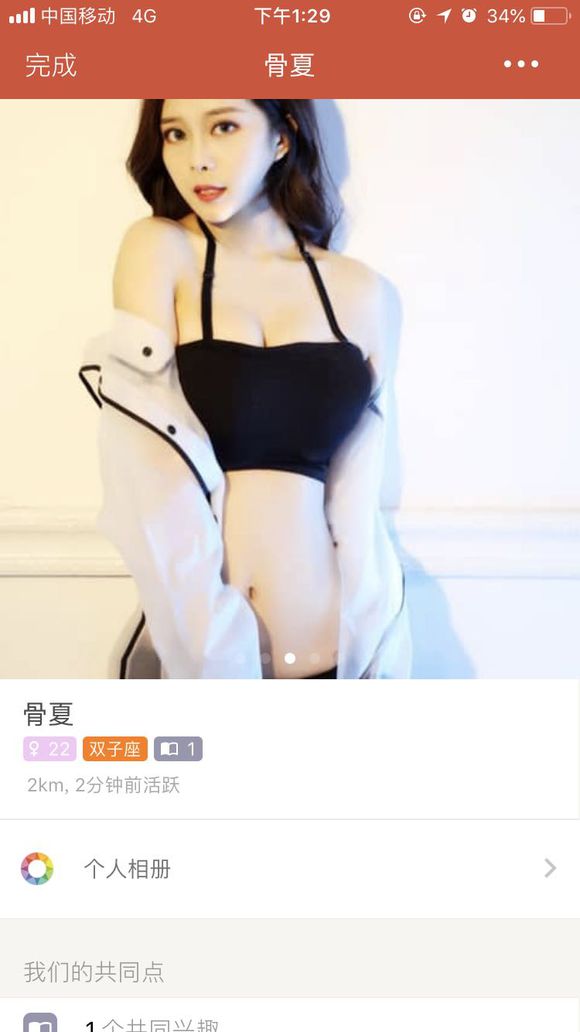 中国移动 4G 下午1:29 34%
完成 骨夏
骨夏
22 双子座 1
2km, 2分钟前活跃
个人相册
我们的共同点
1个共同兴趣